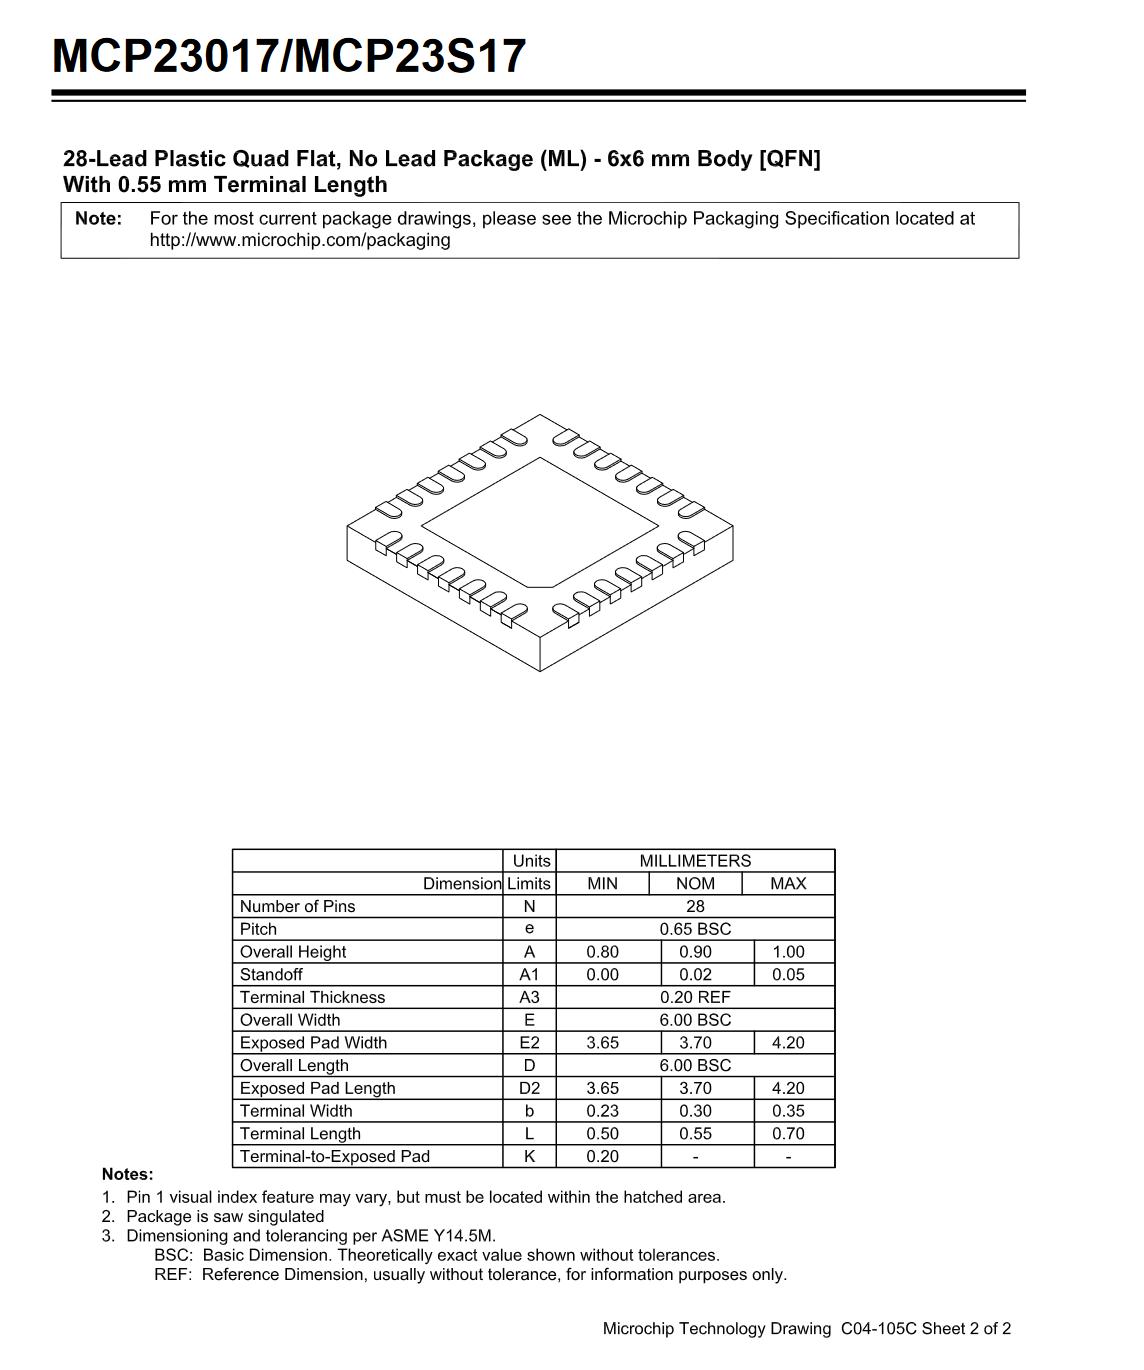 MCP23017/MCP23S17
28-Lead Plastic Quad Flat, No Lead Package (ML) - 6x6 mm Body [QFN]
With 0.55 mm Terminal Length
Note: For the most current package drawings, please see the Microchip Packaging Specification located at
http://www.microchip.com/packaging
Units MILLIMETERS
Dimension Limits MIN NOM MAX
Number of Pins N 28
Pitch e 0.65 BSC
Overall Height A 0.80 0.90 1.00
Standoff A1 0.00 0.02 0.05
Terminal Thickness A3 0.20 REF
Overall Width E 6.00 BSC
Exposed Pad Width E2 3.65 3.70 4.20
Overall Length D 6.00 BSC
Exposed Pad Length D2 3.65 3.70 4.20
Terminal Width b 0.23 0.30 0.35
Terminal Length L 0.50 0.55 0.70
Terminal-to-Exposed Pad K 0.20 - -
Notes:
1. Pin 1 visual index feature may vary, but must be located within the hatched area.
2. Package is saw singulated
3. Dimensioning and tolerancing per ASME Y14.5M.
BSC: Basic Dimension. Theoretically exact value shown without tolerances.
REF: Reference Dimension, usually without tolerance, for information purposes only.
Microchip Technology Drawing C04-105C Sheet 2 of 2